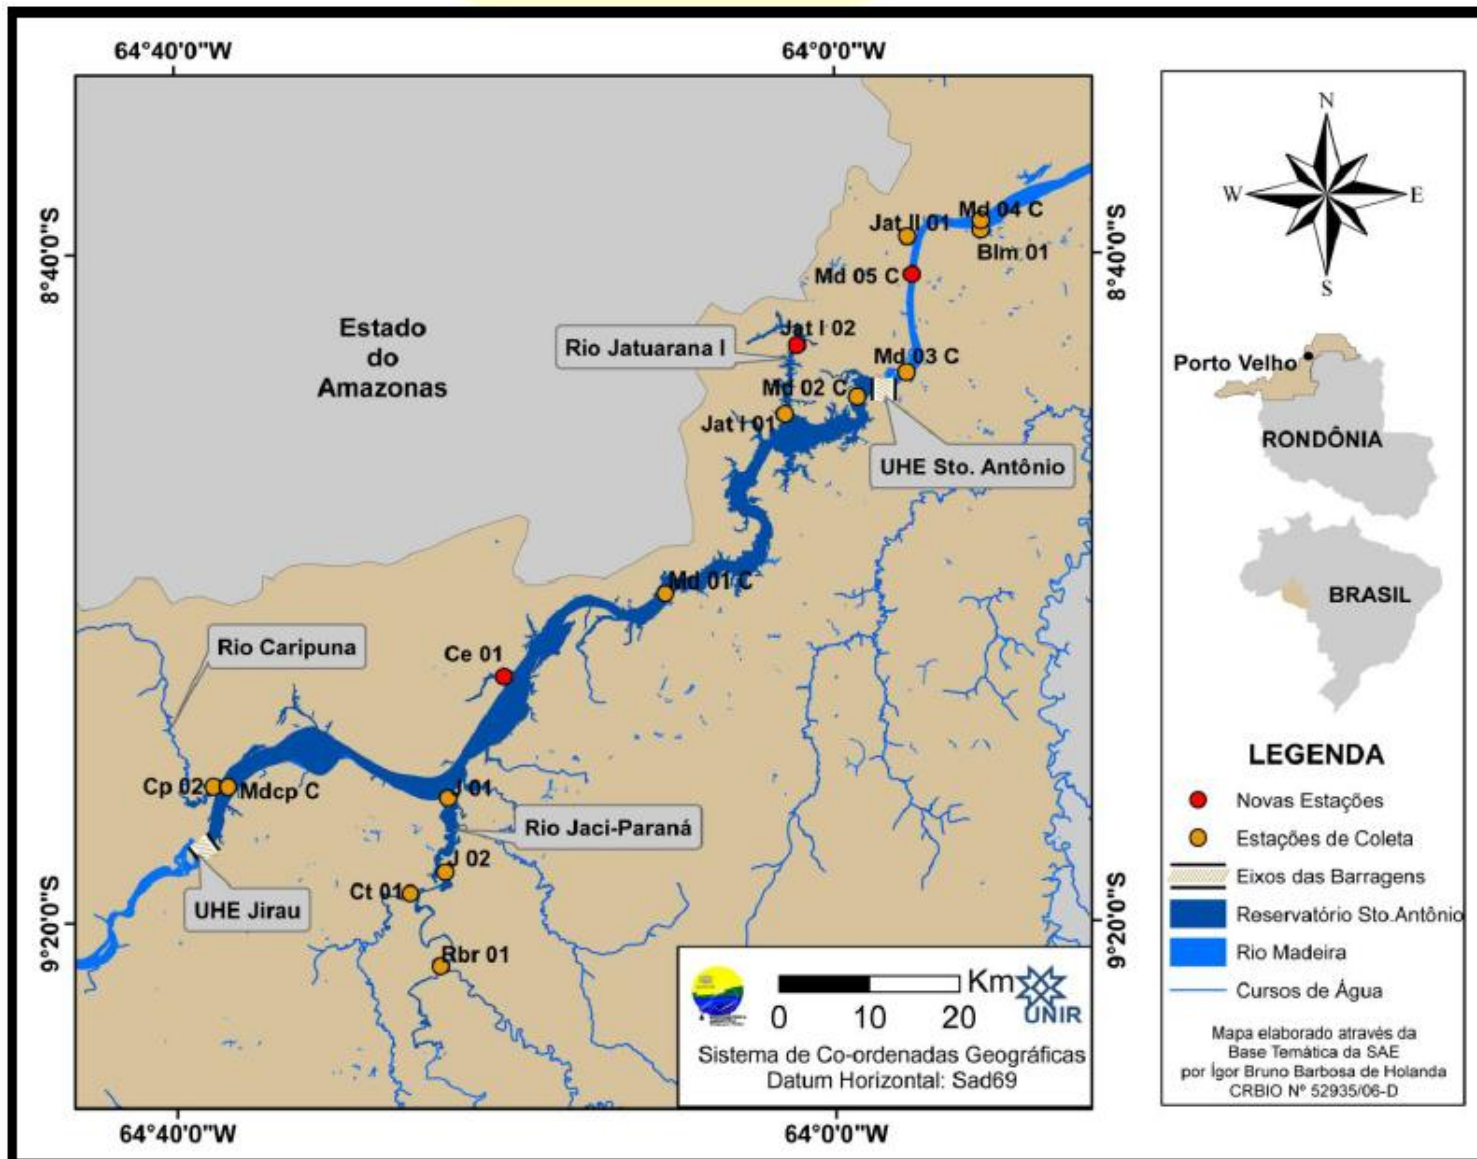 64°40'0"W
64°0'0"W
8°40'0"S
8°40'0"S
Md 04 C
Jat II 01
Blm 01
Md 05 C
Estado
do
Amazonas
Jat I 02
Rio Jatuarana I
Md 03 C
Md 02 C
Jat I 01
UHE Sto. Antônio
Md 01 C
Rio Caripuna
Ce 01
Cp 02
Mdcp C
J 01
Rio Jaci-Paraná
J 02
Ct 01
UHE Jirau
Rbr 01
9°20'0"S
9°20'0"S
Km
0 10 20
UNIR
Sistema de Co-ordenadas Geográficas
Datum Horizontal: Sad69
64°40'0"W
64°0'0"W
N
W
E
S
Porto Velho
RONDÔNIA
BRASIL
LEGENDA
Novas Estações
Estações de Coleta
Eixos das Barragens
Reservatório Sto.Antônio
Rio Madeira
Cursos de Água
Mapa elaborado através da
Base Temática da SAE
por Ígor Bruno Barbosa de Holanda
CRBIO Nº 52935/06-D